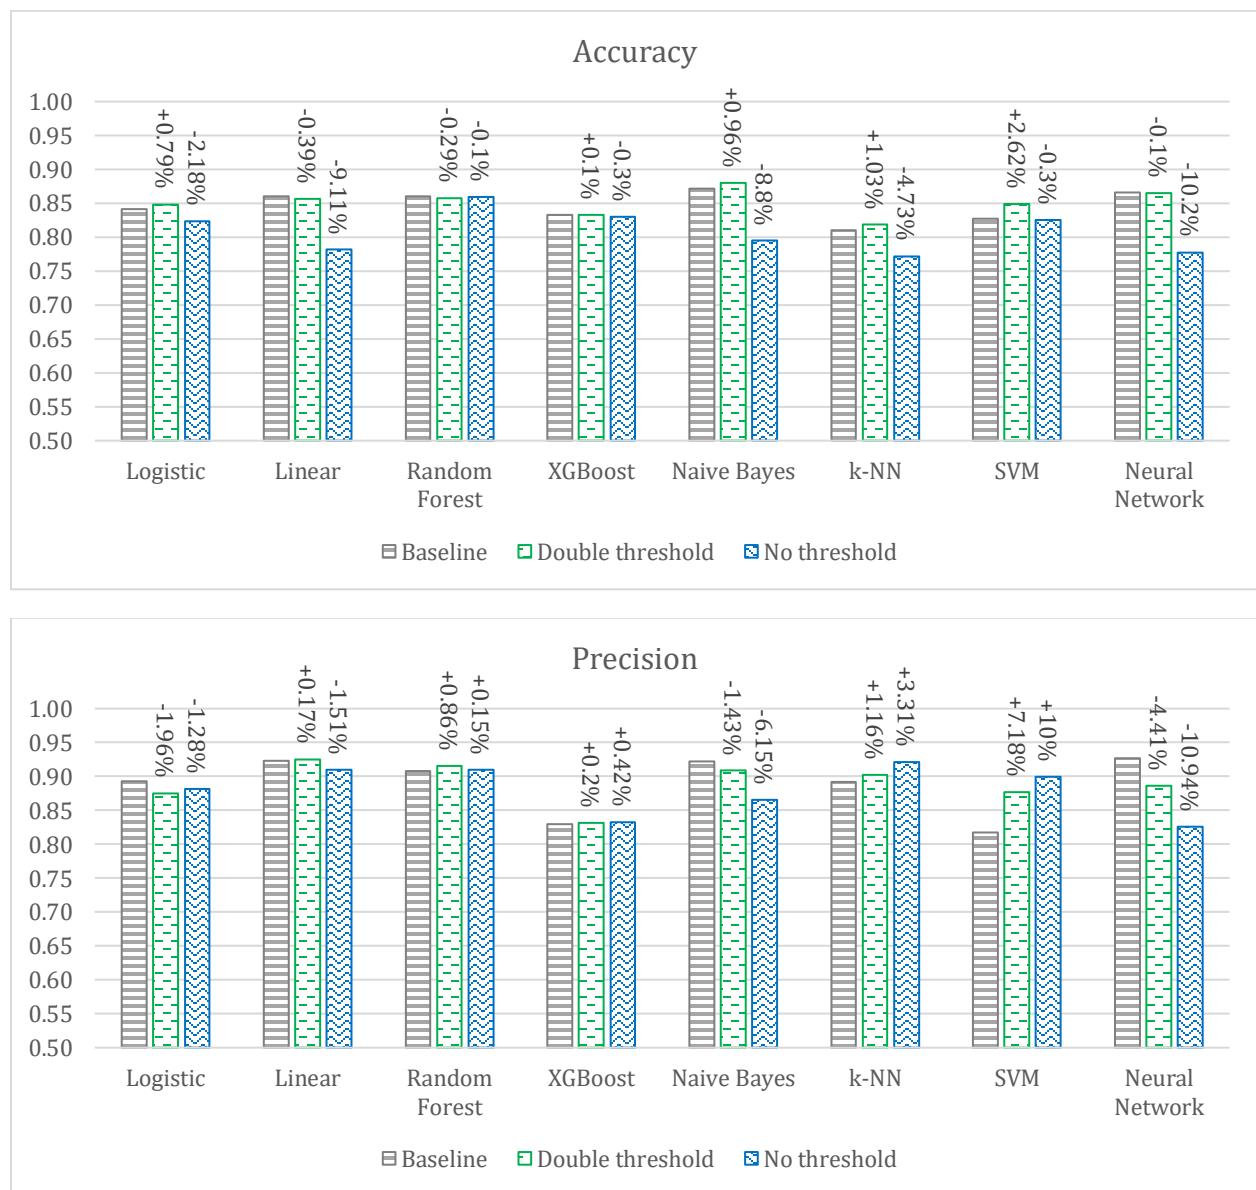 Accuracy
+0.79% -2.18% -0.39% -9.11% -0.29% -0.1% +0.1% -0.3% +0.96% -8.8% +1.03% -4.73% +2.62% -0.3% -0.1% -10.2%
1.00
0.95
0.90
0.85
0.80
0.75
0.70
0.65
0.60
0.55
0.50
Logistic Linear Random XGBoost Naive Bayes k-NN SVM Neural
Forest Network
Baseline Double threshold No threshold
Precision
-1.96% -1.28% +0.17% -1.51% +0.86% +0.15% +0.2% +0.42% -1.43% -6.15% +1.16% +3.31% +7.18% +10% -4.41% -10.94%
1.00
0.95
0.90
0.85
0.80
0.75
0.70
0.65
0.60
0.55
0.50
Logistic Linear Random XGBoost Naive Bayes k-NN SVM Neural
Forest Network
Baseline Double threshold No threshold